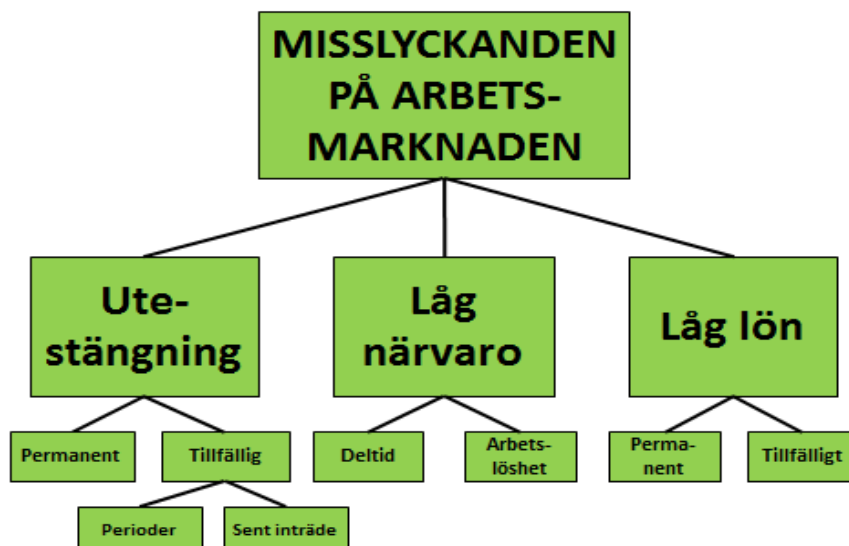 MISSLYCKANDEN
PÅ ARBETS-
MARKNADEN
Ute-
stängning
Låg
närvaro
Låg lön
Permanent
Tillfällig
Deltid
Arbets-
löshet
Perma-
nent
Tillfälligt
Perioder
Sent inträde